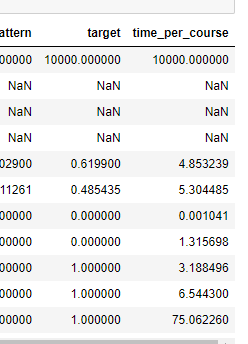 attern target time_per_course
00000 10000.000000 10000.000000
NaN NaN NaN
NaN NaN NaN
NaN NaN NaN
02900 0.619900 4.853239
11261 0.485435 5.304485
00000 0.000000 0.001041
00000 0.000000 1.315698
00000 1.000000 3.188496
00000 1.000000 6.544300
00000 1.000000 75.062260